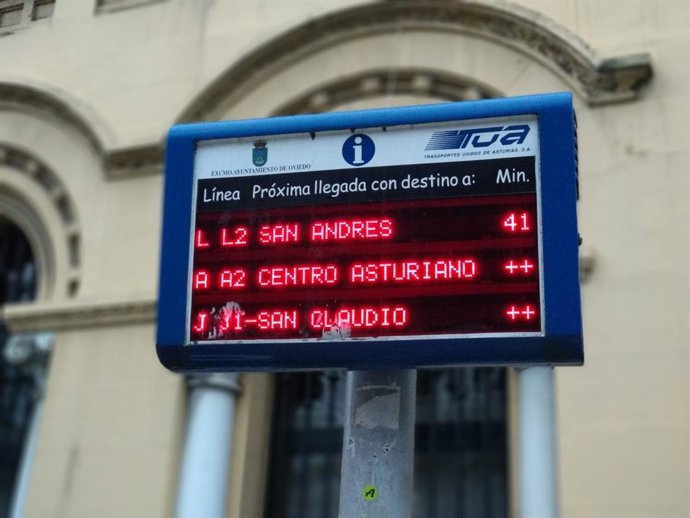 EXCMO. AYUNTAMIENTO DE OVIEDO
i
TUA
TRANSPORTES UNIDOS DE ASTURIAS, S.A.
Línea Próxima llegada con destino a: Min.
L L2 SAN ANDRES 41
A A2 CENTRO ASTURIANO ++
J J1-SAN CLAUDIO ++
A